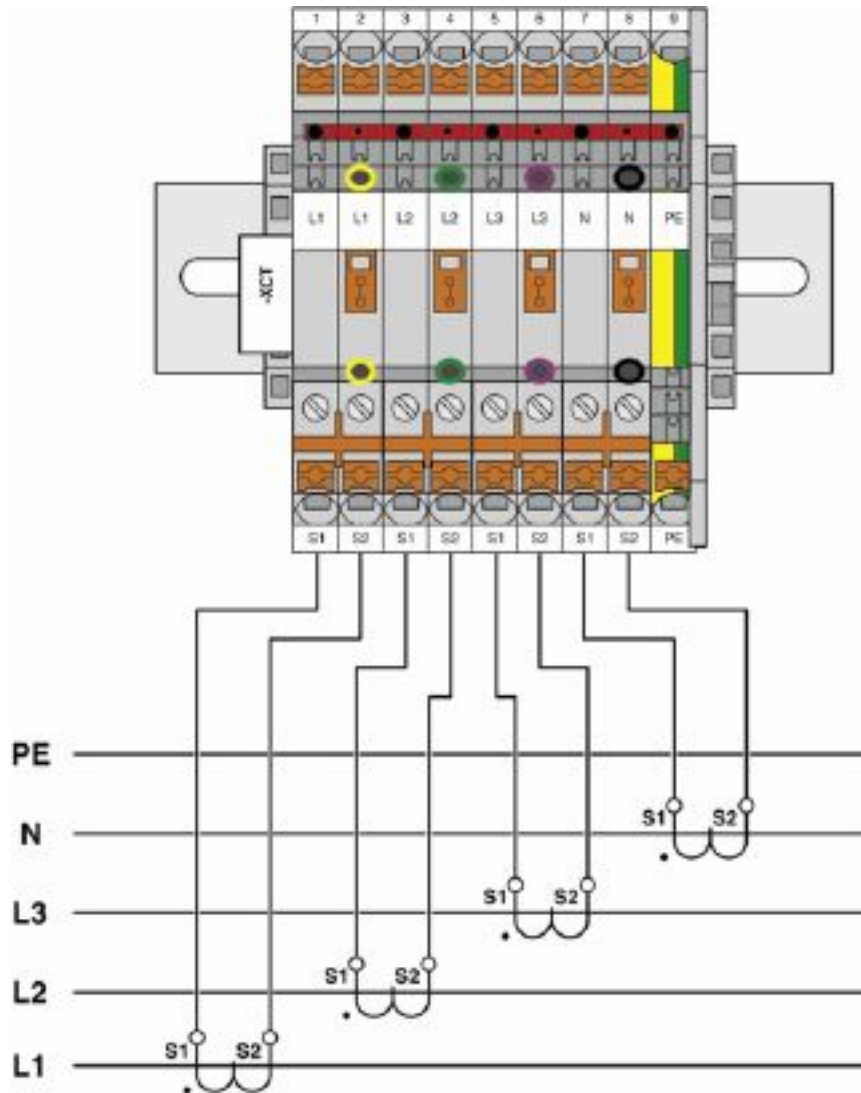 1 2 3 4 5 6 7 8 9
L1 L1 L2 L2 L3 L3 N N PE
-XCT
S1 S2 S1 S2 S1 S2 S1 S2 PE
PE
S1 S2
N
S1 S2
L3
S1 S2
L2
S1 S2
L1